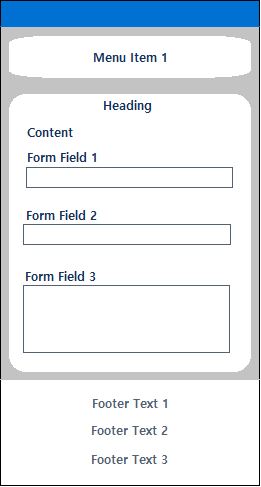 Menu Item 1
Heading
Content
Form Field 1
Form Field 2
Form Field 3
Footer Text 1
Footer Text 2
Footer Text 3